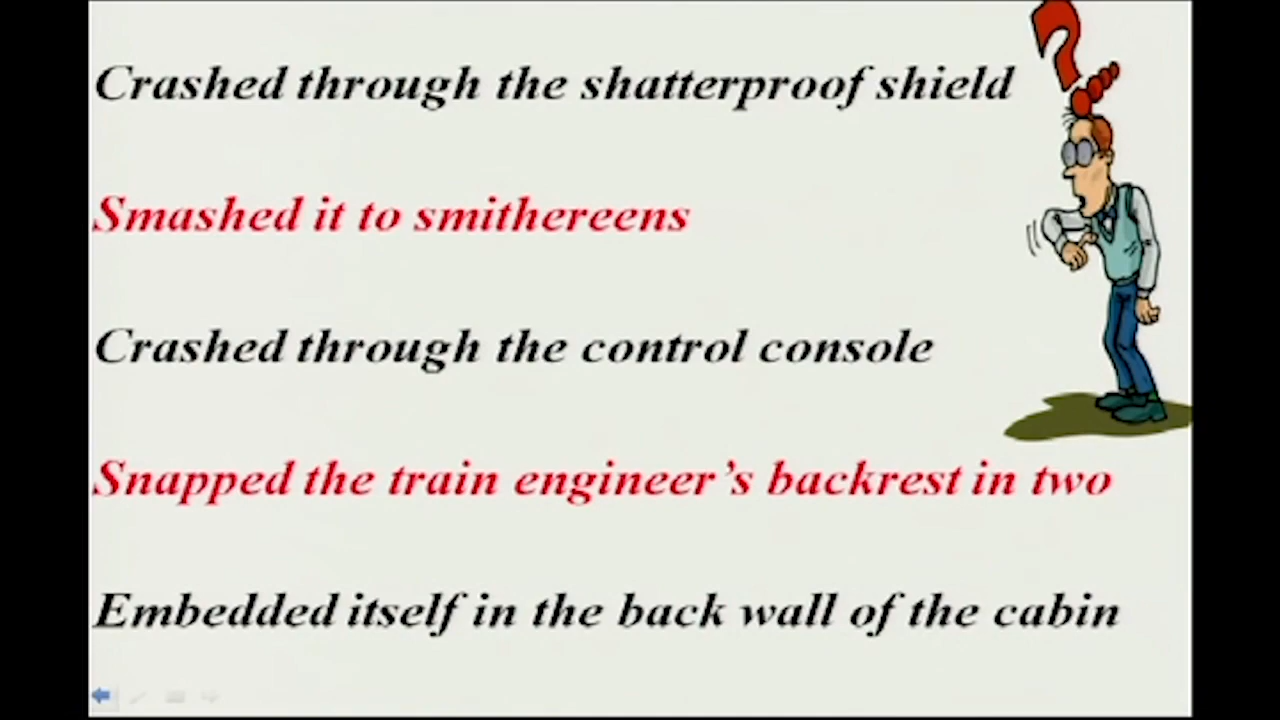 Crashed through the shatterproof shield
Smashed it to smithereens
Crashed through the control console
Snapped the train engineer’s backrest in two
Embedded itself in the back wall of the cabin